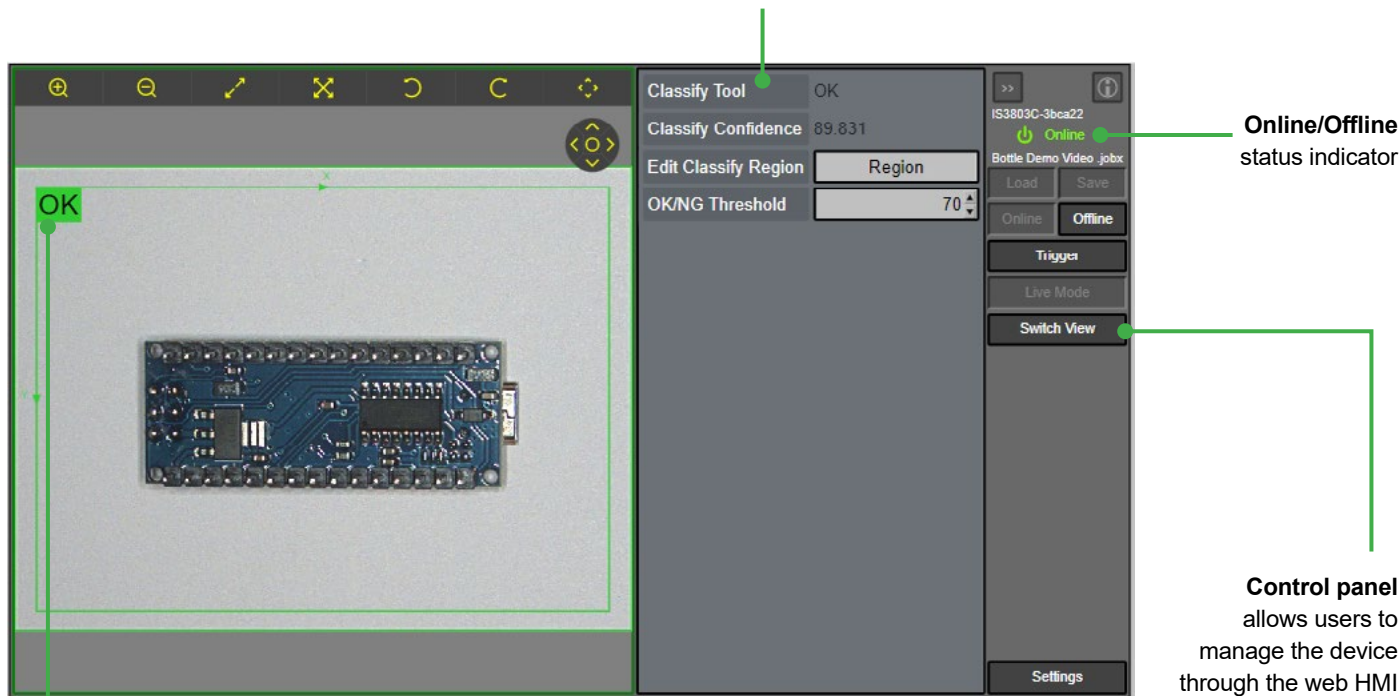 Classify Tool OK
Classify Confidence 89.831
Edit Classify Region Region
OK/NG Threshold 70
X
OK
Y
>>
IS3803C-3bca22
Online
Bottle Demo Video .jobx
Load Save
Online Offline
Trigger
Live Mode
Switch View
Settings
Online/Offline
status indicator
Control panel
allows users to
manage the device
through the web HMI